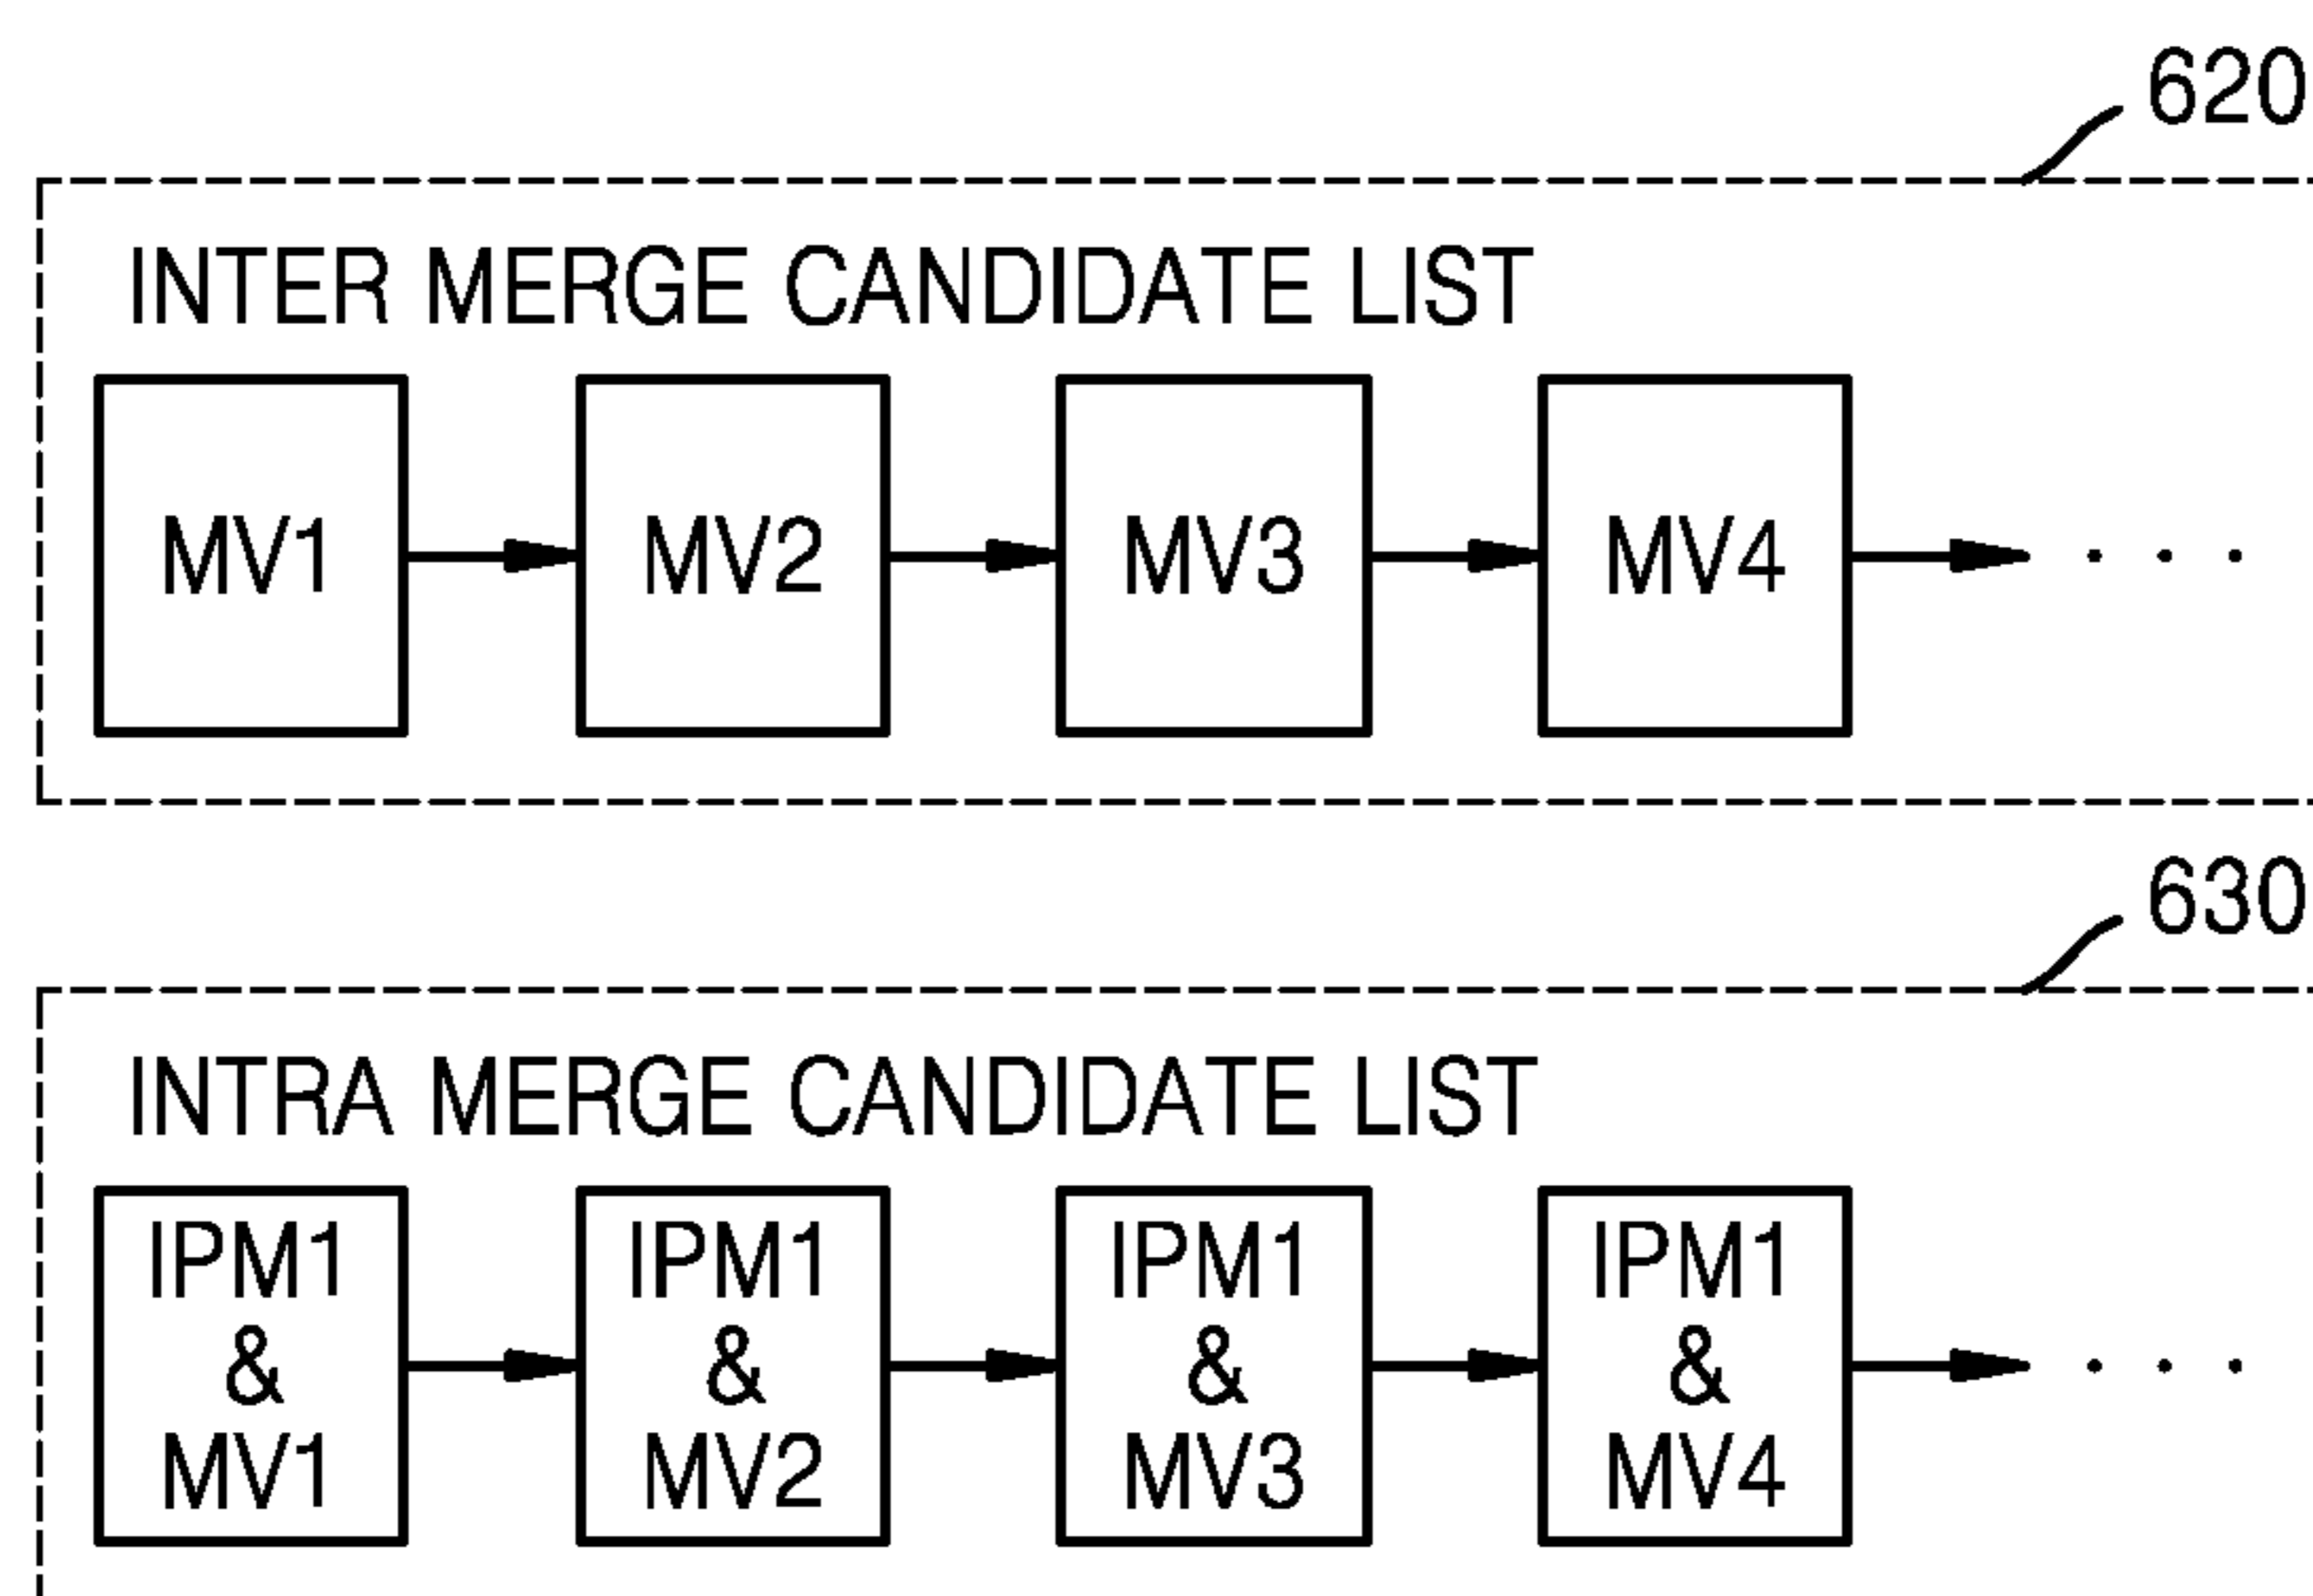 620
INTER MERGE CANDIDATE LIST
MV1 MV2 MV3 MV4 . . .
630
INTRA MERGE CANDIDATE LIST
IPM1 IPM1 IPM1 IPM1
& & & & . . .
MV1 MV2 MV3 MV4